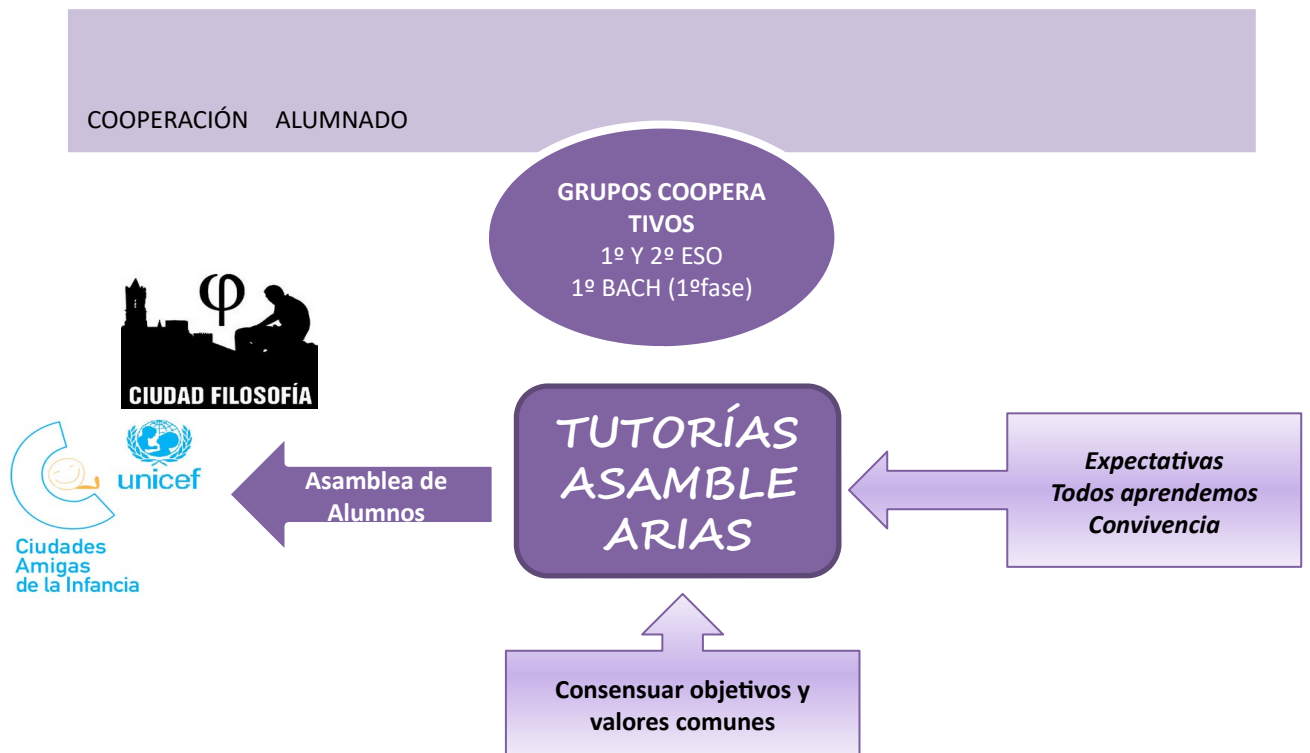 COOPERACIÓN ALUMNADO
GRUPOS COOPERA
TIVOS
1º Y 2º ESO
1º BACH (1ºfase)
φ
CIUDAD FILOSOFÍA
unicef
Ciudades
Amigas
de la Infancia
Asamblea de
Alumnos
TUTORÍAS
ASAMBLE
ARIAS
Expectativas
Todos aprendemos
Convivencia
Consensuar objetivos y
valores comunes